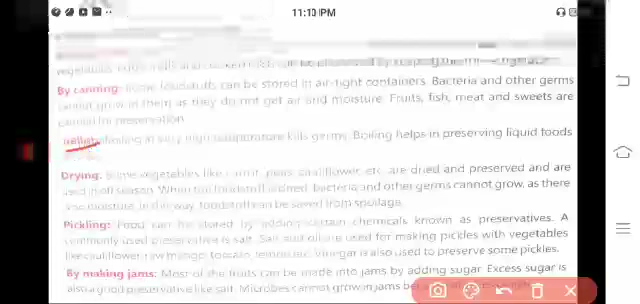 11:13 PM
By canning: Some foodstuffs can be stored in air-tight containers. Bacteria and other germs
cannot grow in them as they do not get air and moisture. Fruits, fish, meat and sweets are
canned for preservation
at very high temperature kills germs. Boiling helps in preserving liquid foods
Drying: Some vegetables like peas, cauliflower, etc. are dried and preserved and are
used in off season. When the foodstuff is dried, bacteria and other germs cannot grow, as there
is no moisture. In this way, foodstuff can be saved from spoilage.
Pickling: Food can be stored by adding certain chemicals known as preservatives. A
commonly used preservative is salt. Salt and oil are used for making pickles with vegetables
like cauliflower, raw mango, tomato, lemon, etc. Vinegar is also used to preserve some pickles.
By making jams: Most of the fruits can be made into jams by adding sugar. Excess sugar is
also a good preservative like salt. Microbes cannot grow in jams